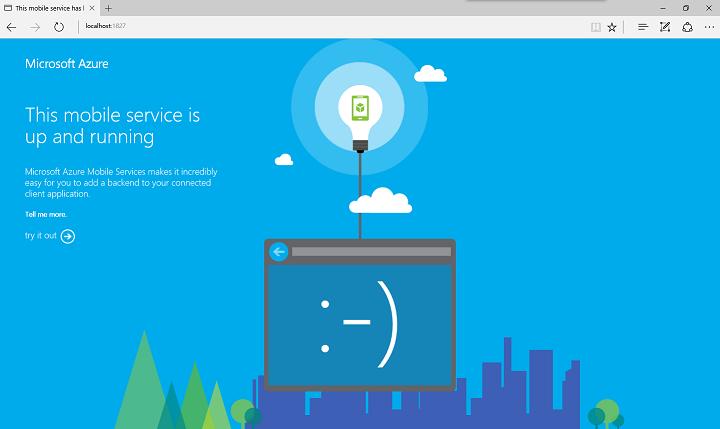 This mobile service has l
localhost:1827
Microsoft Azure
This mobile service is
up and running
Microsoft Azure Mobile Services makes it incredibly
easy for you to add a backend to your connected
client application.
Tell me more.
try it out
:-)